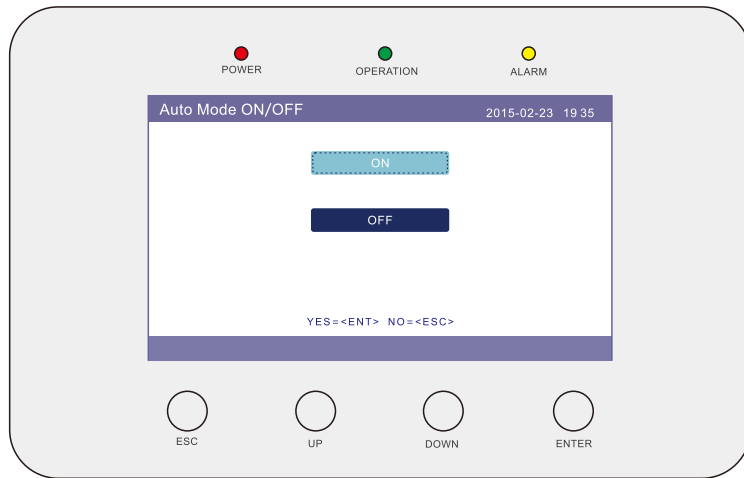 POWER OPERATION ALARM
Auto Mode ON/OFF 2015-02-23 19 35
ON
OFF
YES=<ENT> NO=<ESC>
ESC UP DOWN ENTER